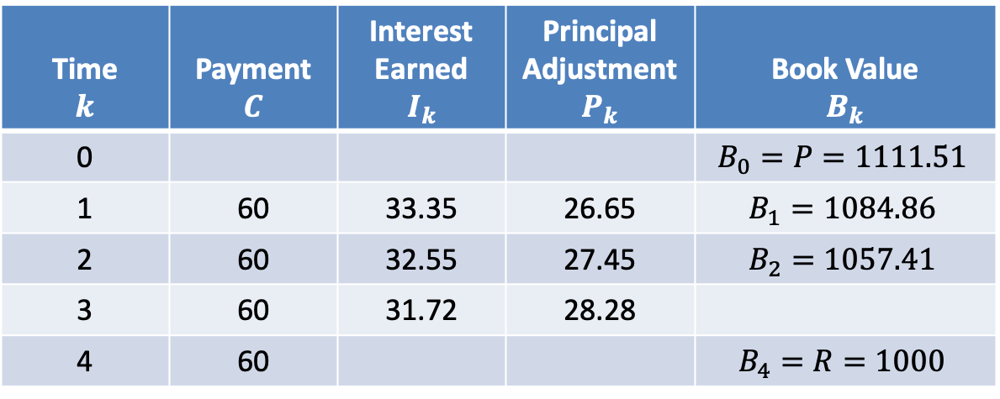 Time k Payment C Interest Earned I_k Principal Adjustment P_k Book Value B_k
0 B_0 = P = 1111.51
1 60 33.35 26.65 B_1 = 1084.86
2 60 32.55 27.45 B_2 = 1057.41
3 60 31.72 28.28
4 60 B_4 = R = 1000